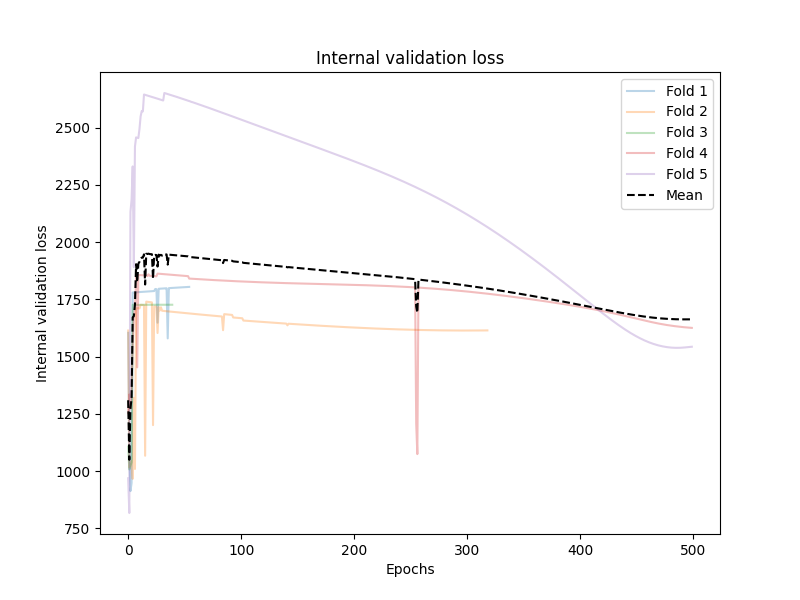 Internal validation loss
Fold 1
Fold 2
Fold 3
Fold 4
Fold 5
Mean
2500
2250
2000
1750
1500
1250
1000
750
Internal validation loss
0 100 200 300 400 500
Epochs